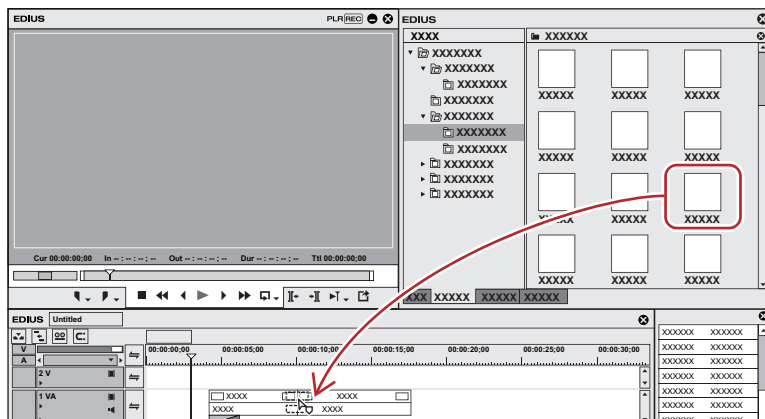 EDIUS PLR REC
Cur 00:00:00;00 In -- : -- : -- ; -- Out -- : -- : -- ; -- Dur -- : -- : -- ; -- Ttl 00:00:00;00
EDIUS
XXXX
XXXXXXX
XXXXXXX
XXXXXXX
XXXXXXX
XXXXXXX
XXXXXXX
XXXXXXX
XXXXXXX
XXXXXXX
XXXXXXX
XXXXXX
XXXXX XXXXX XXXXX
XXXXX XXXXX XXXXX
XXXXX XXXXX XXXXX
XXXXX XXXXX XXXXX
XXX XXXXX XXXXX XXXXX
EDIUS Untitled
V
A
00:00:00;00 00:00:05;00 00:00:10;00 00:00:15;00 00:00:20;00 00:00:25;00 00:00:30;00
2 V
1 VA
XXXX XXXX
XXXX XXXX
XXXXXX XXXXXX
XXXXXX XXXXXX
XXXXXX XXXXXX
XXXXXX XXXXXX
XXXXXX XXXXXX
XXXXXX XXXXXX
XXXXXX XXXXXX